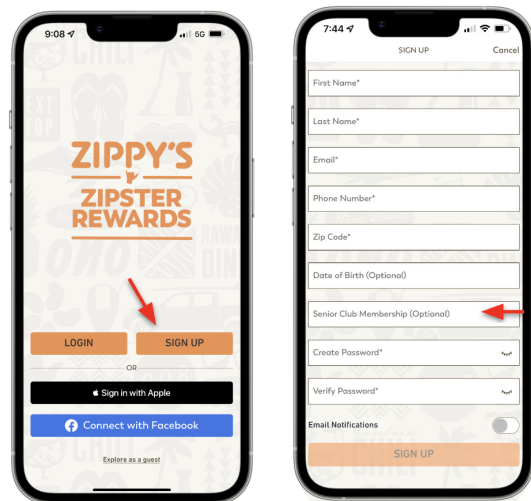 9:08
5G
ZIPPY'S
ZIPSTER
REWARDS
LOGIN
SIGN UP
OR
Sign in with Apple
Connect with Facebook
Explore as a guest
7:44
SIGN UP
Cancel
First Name*
Last Name*
Email*
Phone Number*
Zip Code*
Date of Birth (Optional)
Senior Club Membership (Optional)
Create Password*
Verify Password*
Email Notifications
SIGN UP